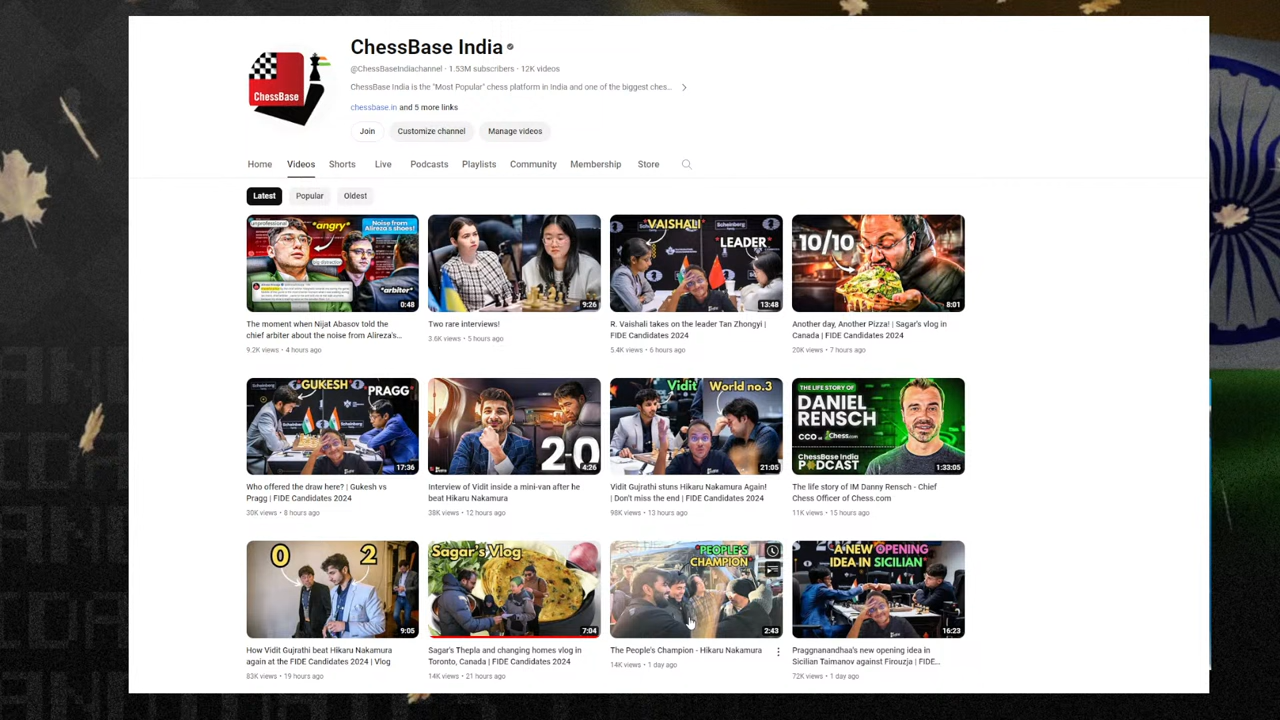 ChessBase India
ChessBase
@ChessBaseIndiachannel · 1.53M subscribers · 12K videos
ChessBase India is the "Most Popular" chess platform in India and one of the biggest ches...
chessbase.in and 5 more links
Join Customize channel Manage videos
Home Videos Shorts Live Podcasts Playlists Community Membership Store
Latest Popular Oldest
*angry*
Noise from
Alireza's shoes!
*arbiter*
0:48
The moment when Nijat Abasov told the
chief arbiter about the noise from Alireza's...
9.2K views • 4 hours ago
9:26
Two rare interviews!
3.6K views • 5 hours ago
VAISHALI
LEADER
13:48
R. Vaishali takes on the leader Tan Zhongyi |
FIDE Candidates 2024
5.4K views • 6 hours ago
10/10
8:01
Another day, Another Pizza! | Sagar's vlog in
Canada | FIDE Candidates 2024
20K views • 7 hours ago
GUKESH
PRAGG
17:36
Who offered the draw here? | Gukesh vs
Pragg | FIDE Candidates 2024
30K views • 8 hours ago
2-0
4:26
Interview of Vidit inside a mini-van after he
beat Hikaru Nakamura
38K views • 12 hours ago
Vidit
World no.3
21:05
Vidit Gujrathi stuns Hikaru Nakamura Again!
| Don't miss the end | FIDE Candidates 2024
98K views • 13 hours ago
THE LIFE STORY OF
DANIEL
RENSCH
CCO at Chess.com
ChessBase India
PODCAST
1:33:05
The life story of IM Danny Rensch - Chief
Chess Officer of Chess.com
11K views • 15 hours ago
0 2
9:05
How Vidit Gujrathi beat Hikaru Nakamura
again at the FIDE Candidates 2024 | Vlog
83K views • 19 hours ago
Sagar's Vlog
7:04
Sagar's Thepla and changing homes vlog in
Toronto, Canada | FIDE Candidates 2024
14K views • 21 hours ago
PEOPLE'S
CHAMPION
2:43
The People's Champion - Hikaru Nakamura
14K views • 1 day ago
A NEW OPENING
IDEA IN SICILIAN
16:23
Praggnanandhaa's new opening idea in
Sicilian Taimanov against Firouzja | FIDE...
72K views • 1 day ago